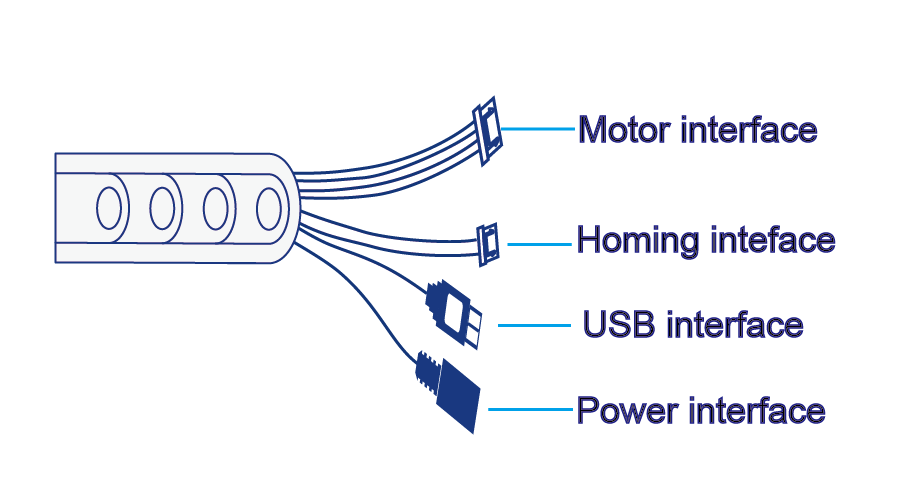 Motor interface
Homing inteface
USB interface
Power interface